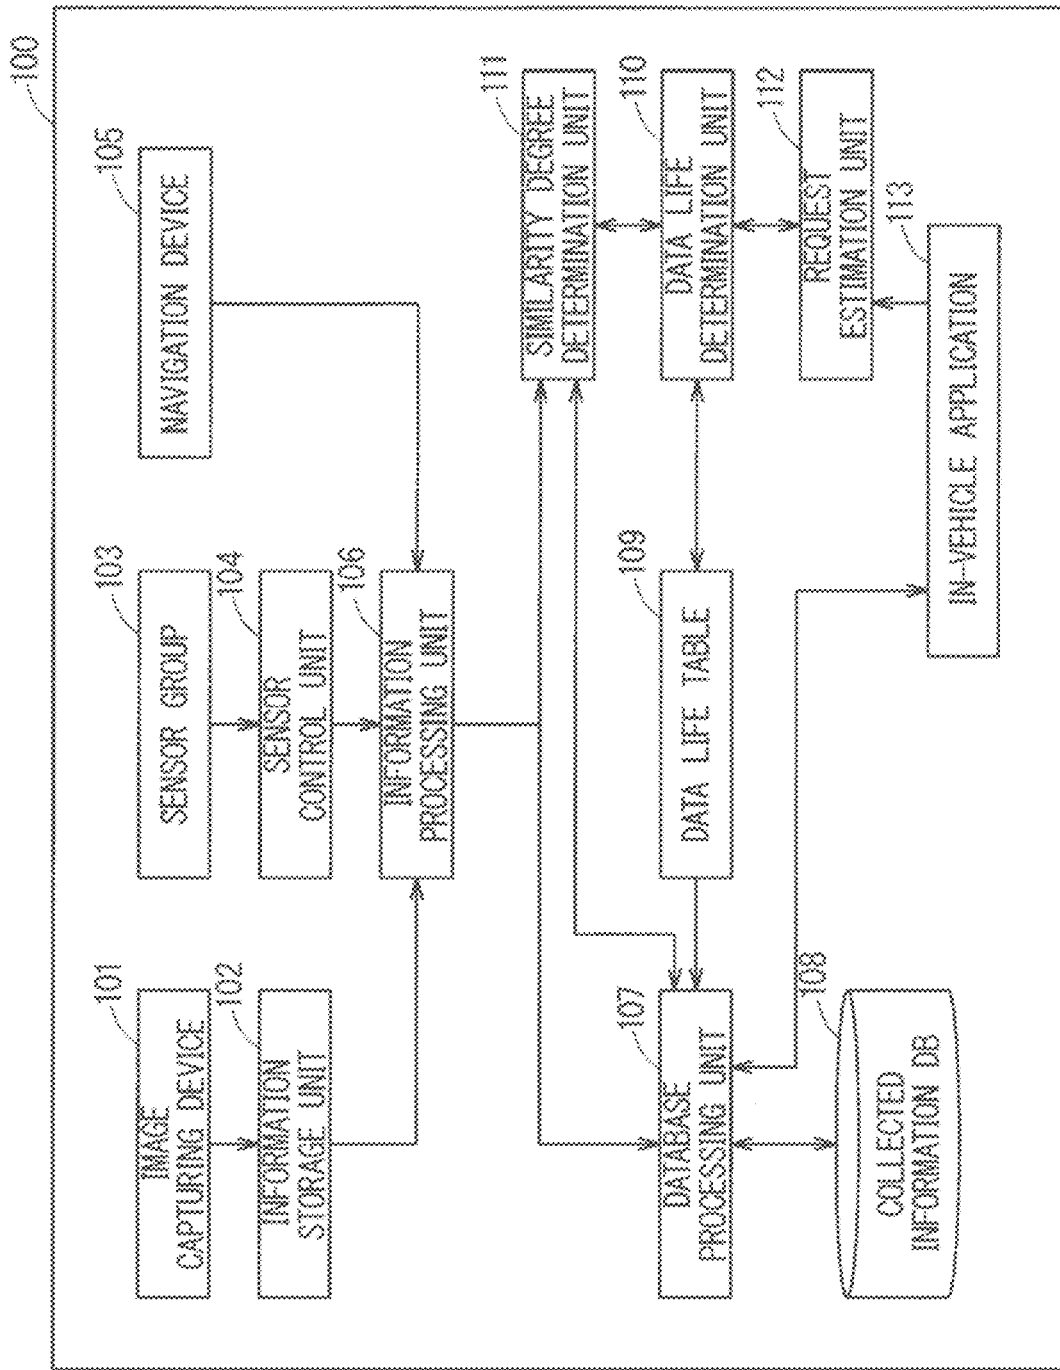 100
101
IMAGE
CAPTURING DEVICE
102
INFORMATION
STORAGE UNIT
103
SENSOR GROUP
104
SENSOR
CONTROL UNIT
105
NAVIGATION DEVICE
106
INFORMATION
PROCESSING UNIT
107
DATABASE
PROCESSING UNIT
108
COLLECTED
INFORMATION DB
109
DATA LIFE TABLE
111
SIMILARITY DEGREE
DETERMINATION UNIT
110
DATA LIFE
DETERMINATION UNIT
112
REQUEST
ESTIMATION UNIT
113
IN-VEHICLE APPLICATION